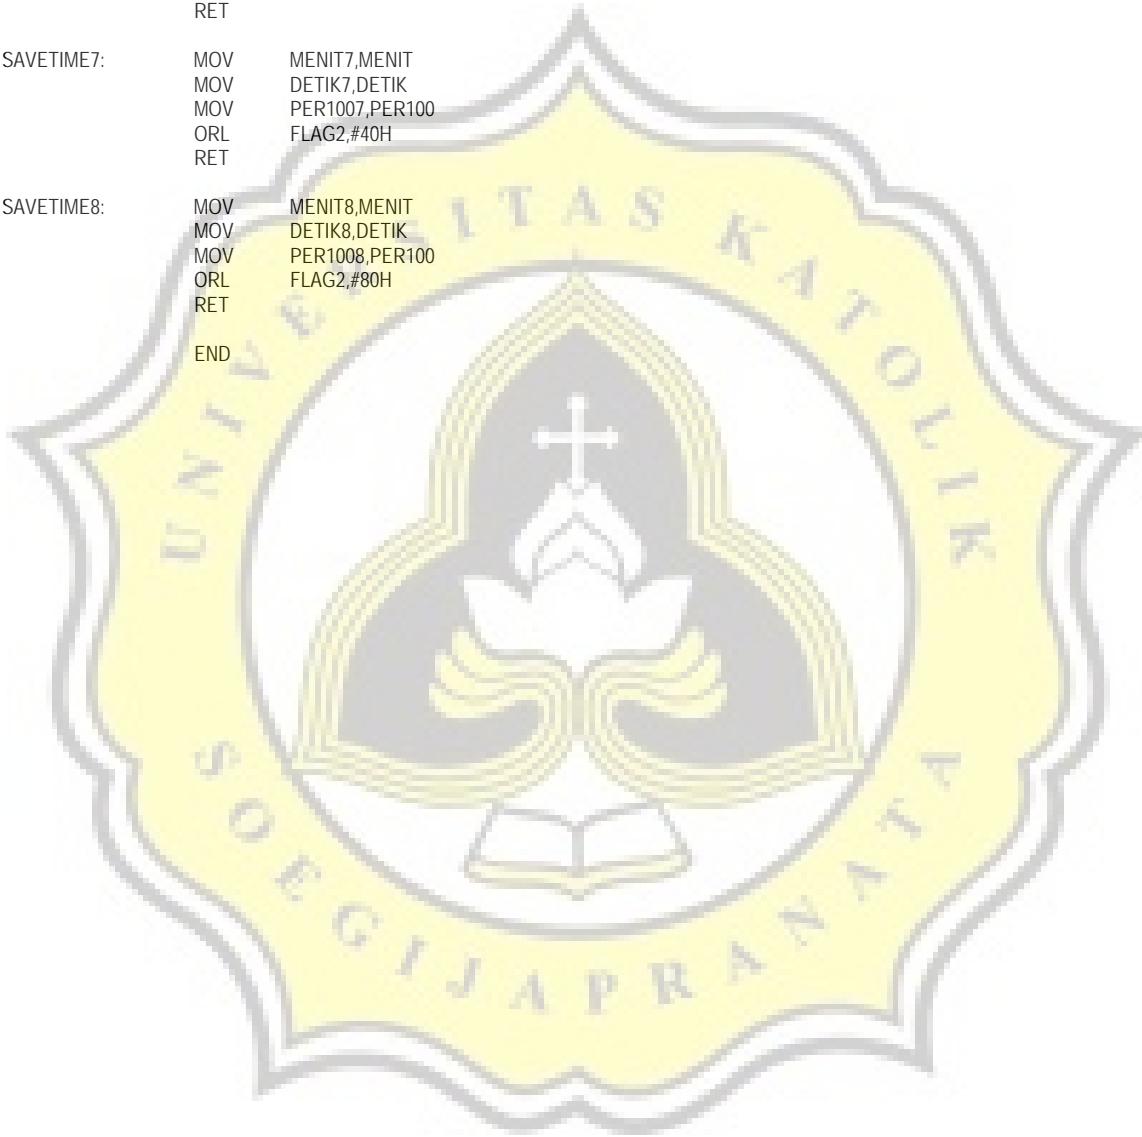 RET
SAVETIME7: MOV MENIT7,MENIT
MOV DETIK7,DETIK
MOV PER1007,PER100
ORL FLAG2,#40H
RET
SAVETIME8: MOV MENIT8,MENIT
MOV DETIK8,DETIK
MOV PER1008,PER100
ORL FLAG2,#80H
RET
END
UNIVERSITAS KATOLIK
SOEGIJAPRANATA